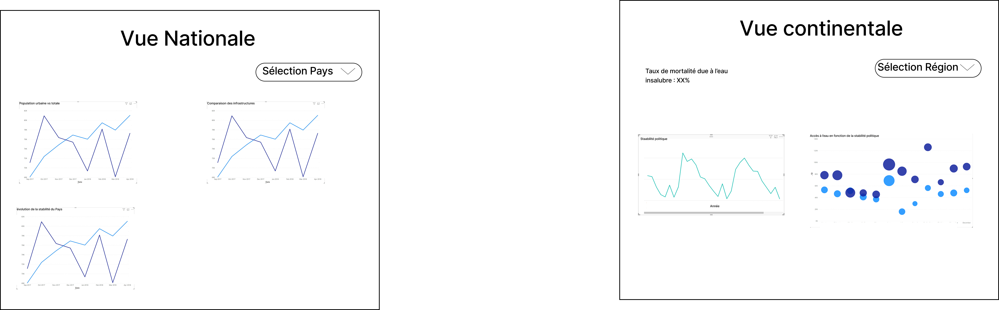 Vue Nationale
Sélection Pays
Population urbaine vs totale
82K
80K
78K
76K
74K
72K
70K
68K
Sep 2017 Oct 2017 Nov 2017 Dec 2017 Jan 2018 Feb 2018 Mar 2018 Apr 2018
Date
Comparaison des infrastructures
82K
80K
78K
76K
74K
72K
70K
68K
Sep 2017 Oct 2017 Nov 2017 Dec 2017 Jan 2018 Feb 2018 Mar 2018 Apr 2018
Date
évolution de la stabilité du Pays
82K
80K
78K
76K
74K
72K
70K
68K
Sep 2017 Oct 2017 Nov 2017 Dec 2017 Jan 2018 Feb 2018 Mar 2018 Apr 2018
Date
Vue continentale
Sélection Région
Taux de mortalité due à l’eau
insalubre : XX%
Staabilité politique
Année
Accès à l’eau en fonction de la stabilité politique
140K
120K
100K
80K
60K
40K
20K
0K
December